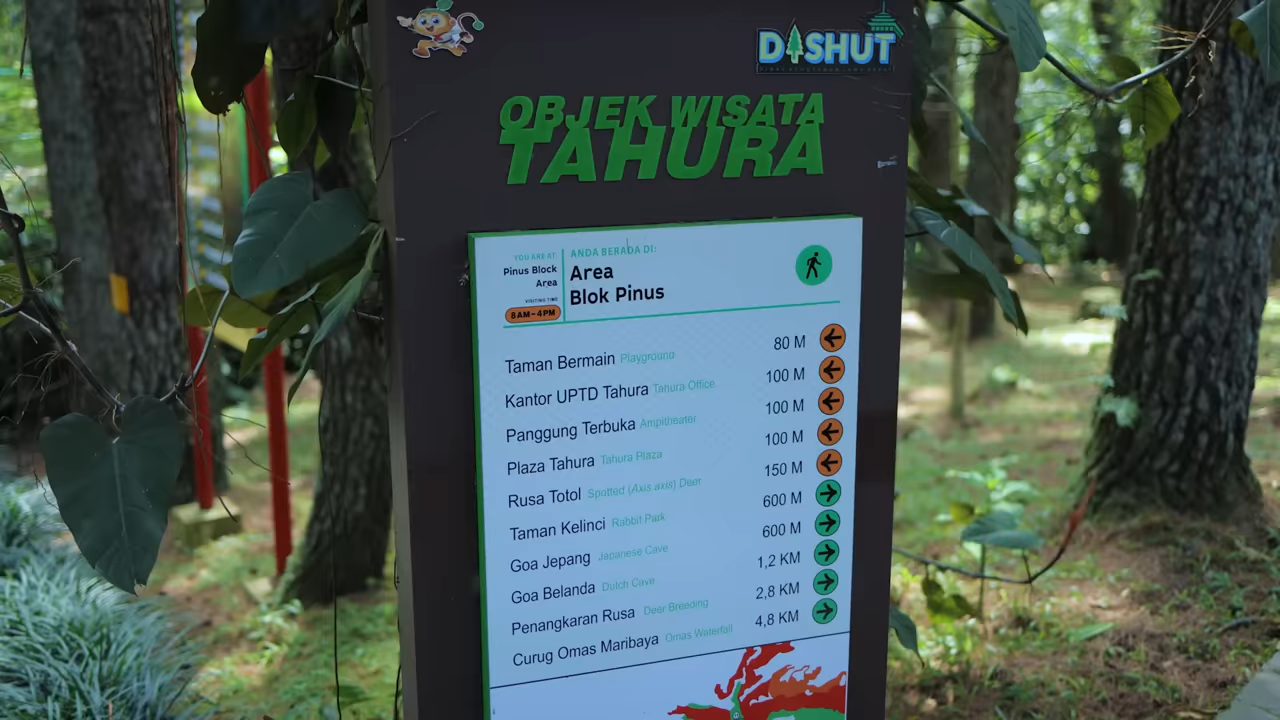 DISHUT
OBJEK WISATA
TAHURA
YOU ARE AT:
Pinus Block
Area
VISITING TIME
8AM-4PM
ANDA BERADA DI:
Area
Blok Pinus
Taman Bermain Playground 80 M
Kantor UPTD Tahura Tahura Office 100 M
Panggung Terbuka Ampitheater 100 M
Plaza Tahura Tahura Plaza 100 M
Rusa Totol Spotted (Axis axis) Deer 150 M
Taman Kelinci Rabbit Park 600 M
Goa Jepang Japanese Cave 600 M
Goa Belanda Dutch Cave 1,2 KM
Penangkaran Rusa Deer Breeding 2,8 KM
Curug Omas Maribaya Omas Waterfall 4,8 KM